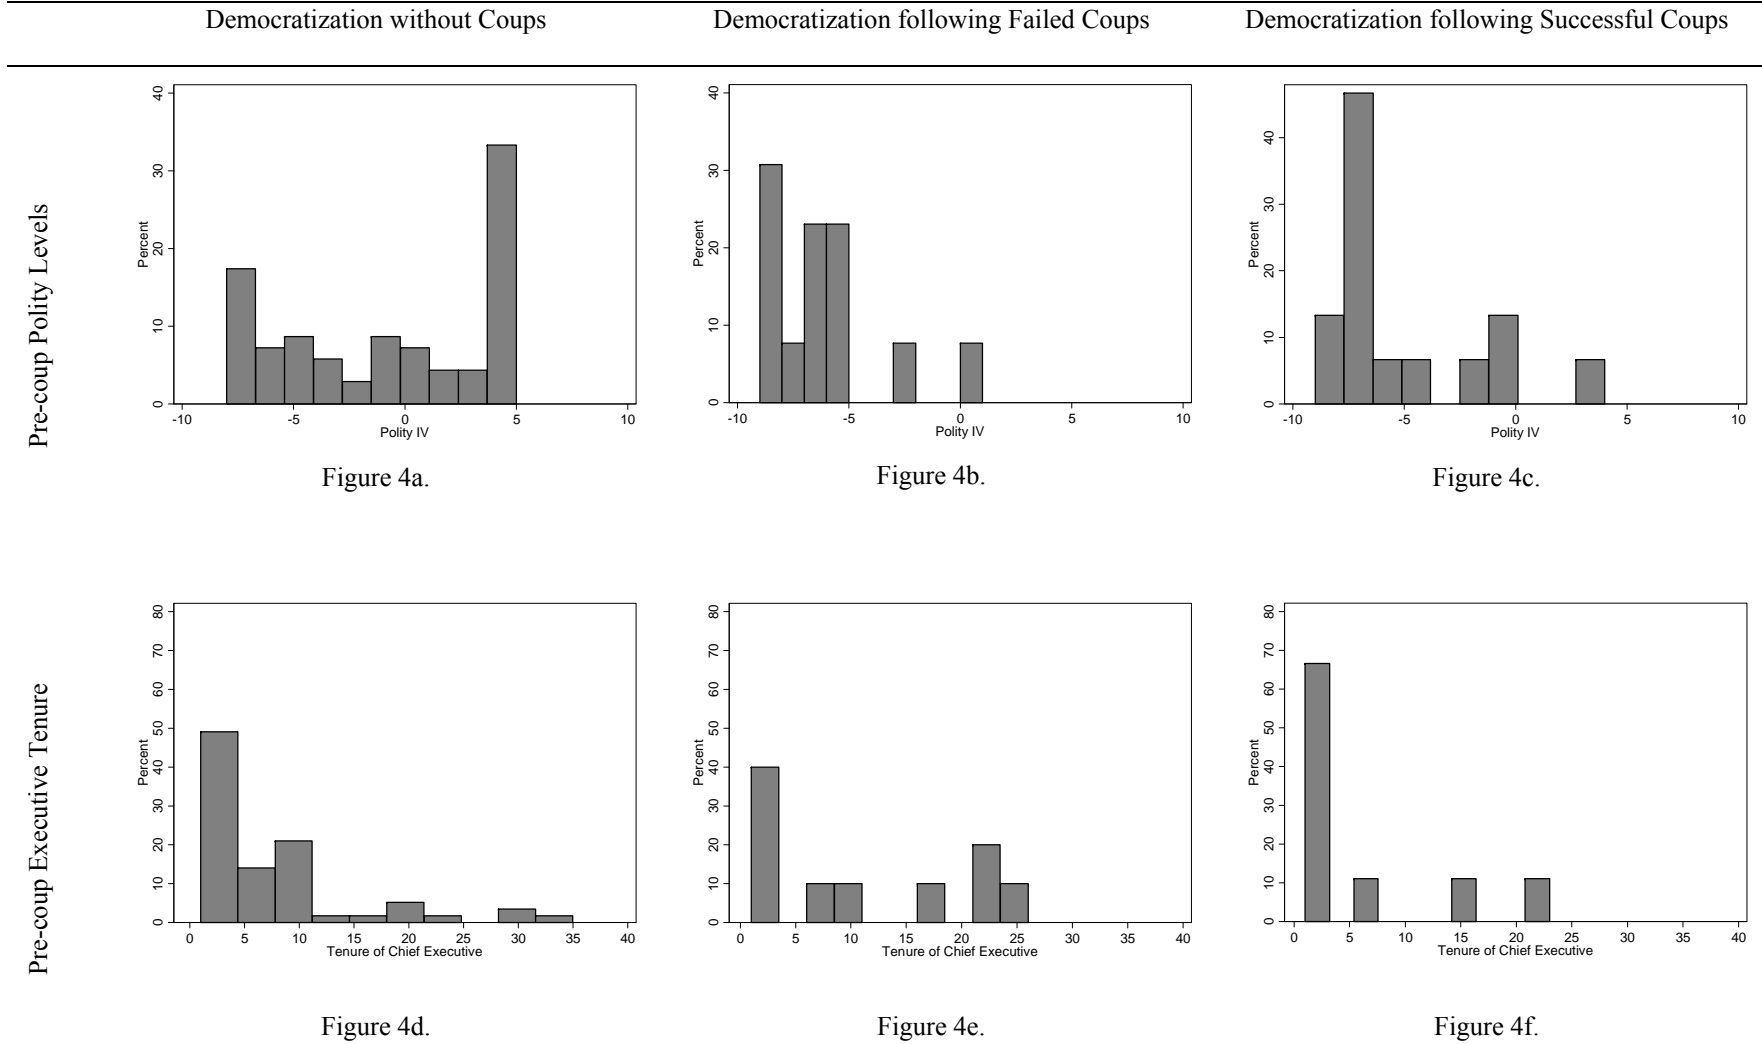 Democratization without Coups
Democratization following Failed Coups
Democratization following Successful Coups
Pre-coup Polity Levels
Percent
0 10 20 30 40
-10 -5 0 5 10
Polity IV
Figure 4a.
Percent
0 10 20 30 40
-10 -5 0 5 10
Polity IV
Figure 4b.
Percent
0 10 20 30 40
-10 -5 0 5 10
Polity IV
Figure 4c.
Pre-coup Executive Tenure
Percent
0 10 20 30 40 50 60 70 80
0 5 10 15 20 25 30 35 40
Tenure of Chief Executive
Figure 4d.
Percent
0 10 20 30 40 50 60 70 80
0 5 10 15 20 25 30 35 40
Tenure of Chief Executive
Figure 4e.
Percent
0 10 20 30 40 50 60 70 80
0 5 10 15 20 25 30 35 40
Tenure of Chief Executive
Figure 4f.